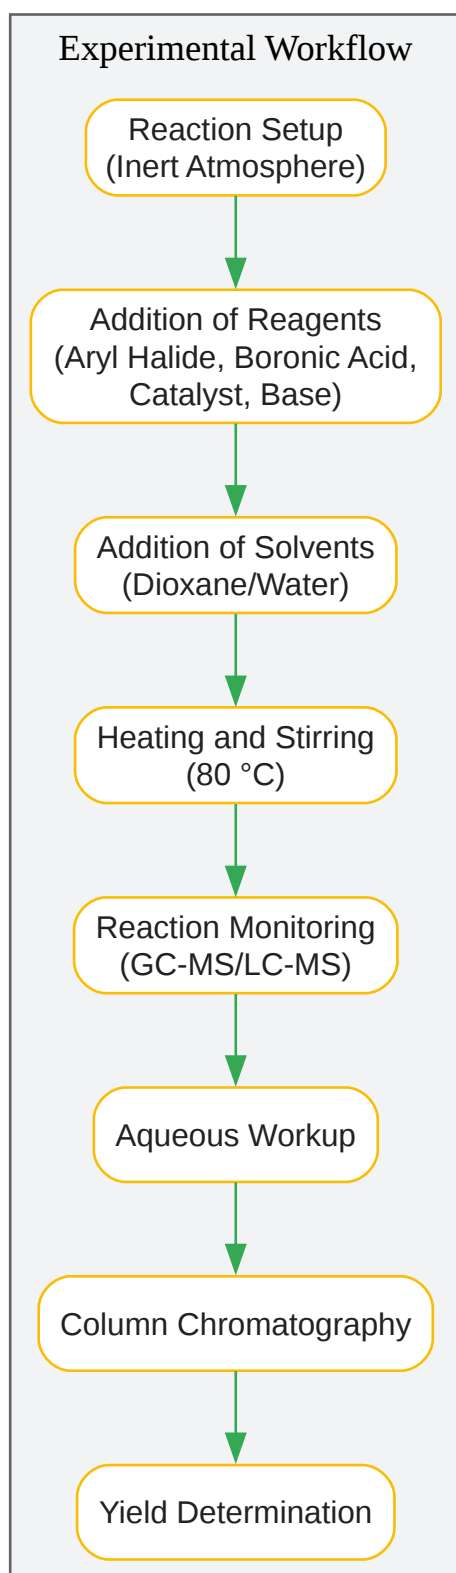 Experimental Workflow
Reaction Setup
(Inert Atmosphere)
Addition of Reagents
(Aryl Halide, Boronic Acid,
Catalyst, Base)
Addition of Solvents
(Dioxane/Water)
Heating and Stirring
(80 °C)
Reaction Monitoring
(GC-MS/LC-MS)
Aqueous Workup
Column Chromatography
Yield Determination